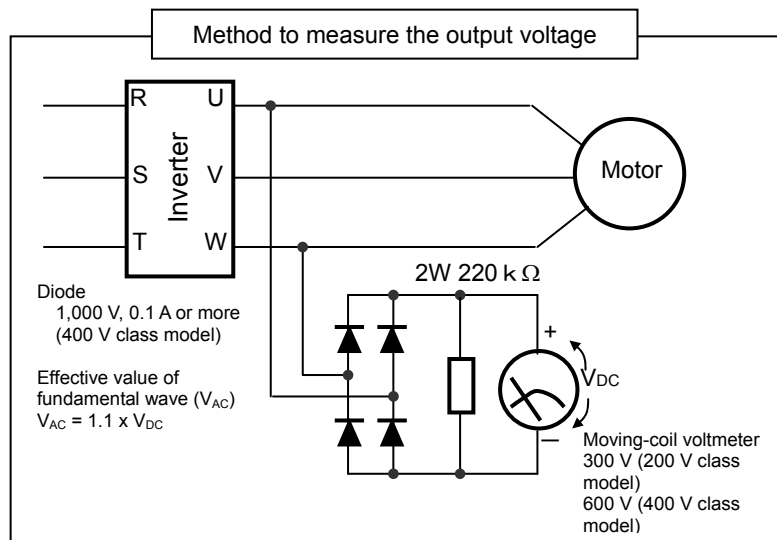 Method to measure the output voltage
R U
Inverter
S V
T W
Motor
2W 220 k Ω
Diode
1,000 V, 0.1 A or more
(400 V class model)
Effective value of
fundamental wave (VAC)
VAC = 1.1 x VDC
+
VDC
–
Moving-coil voltmeter
300 V (200 V class
model)
600 V (400 V class
model)